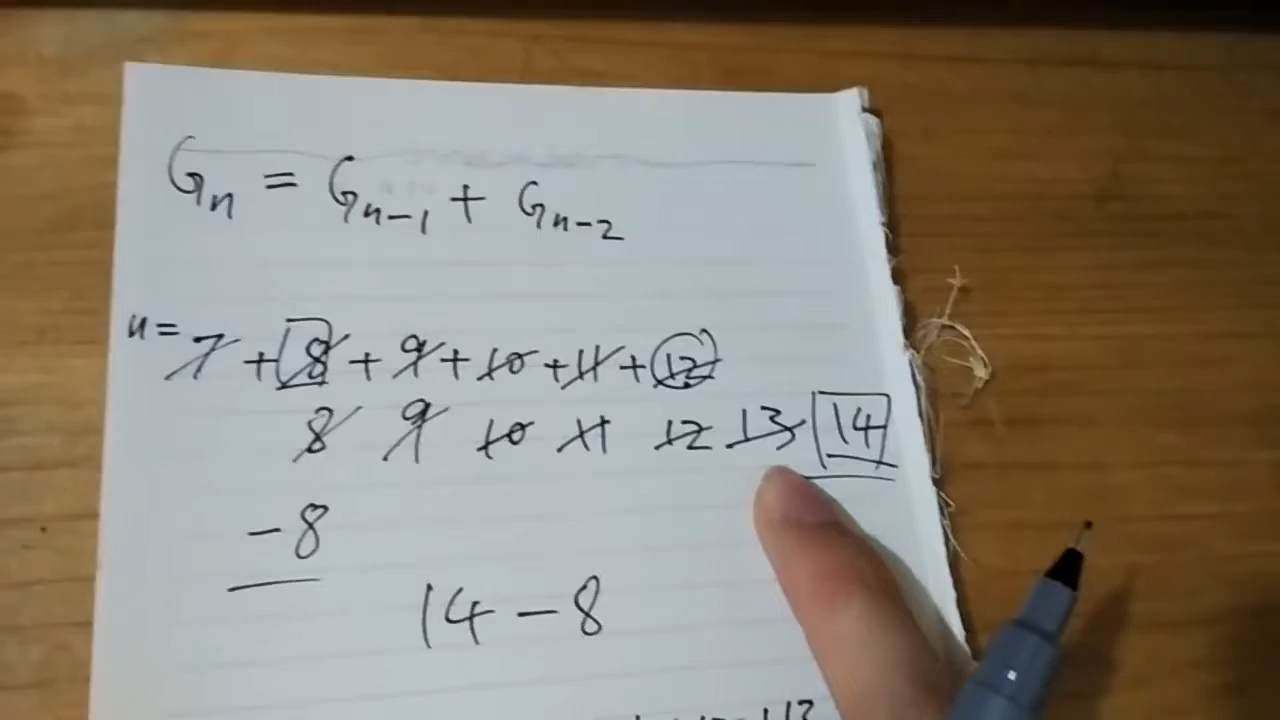 Gn = Gn-1 + Gn-2
n = 7 + 8 + 9 + 10 + 11 + 12
8 9 10 11 12 13 14
-8
14 - 8